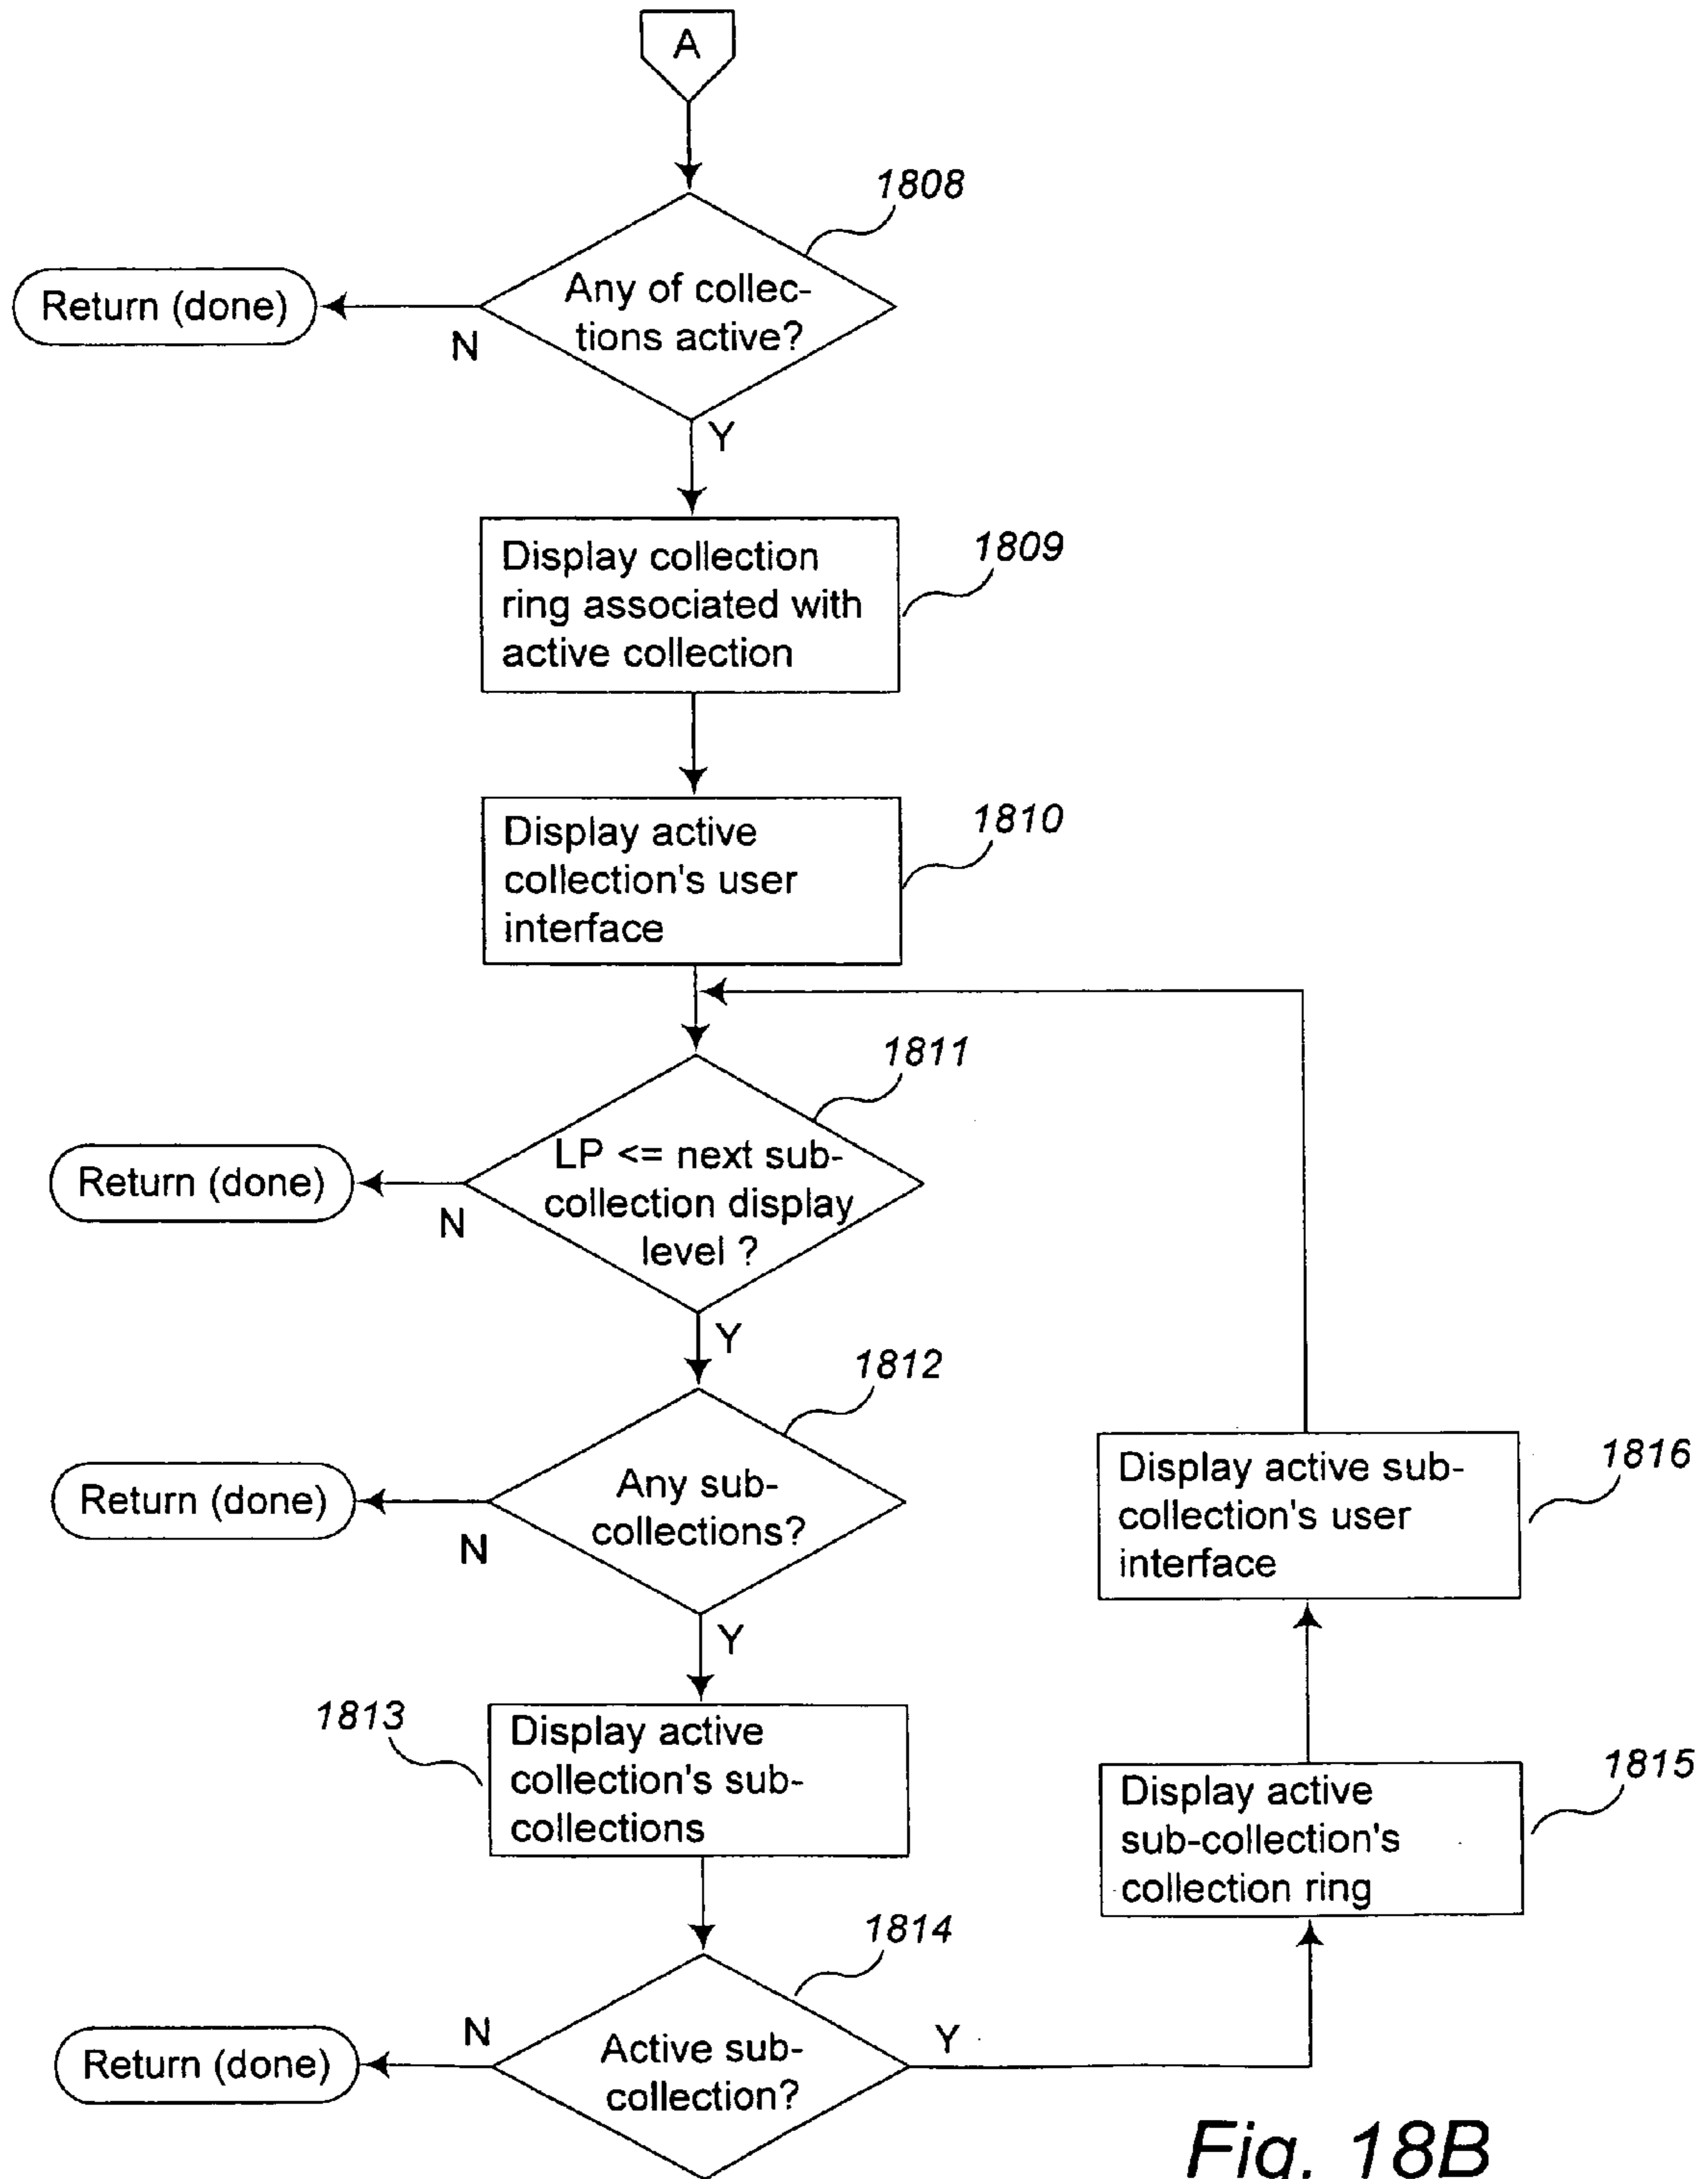 A
1808
Any of collec-
tions active?
Return (done)
N
Y
1809
Display collection
ring associated with
active collection
1810
Display active
collection's user
interface
1811
LP <= next sub-
collection display
level ?
Return (done)
N
Y
1812
Any sub-
collections?
Return (done)
N
Y
1813
Display active
collection's sub-
collections
1814
Active sub-
collection?
N
Return (done)
Y
1815
Display active
sub-collection's
collection ring
1816
Display active sub-
collection's user
interface
Fig. 18B